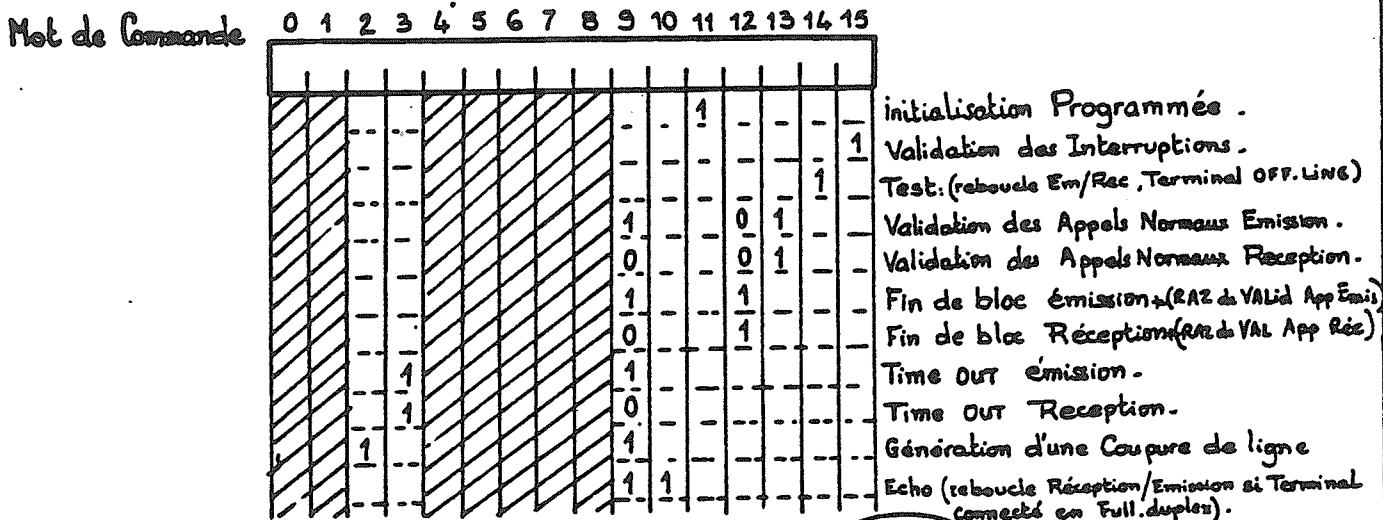 Mot de Commande 0 1 2 3 4 5 6 7 8 9 10 11 12 13 14 15
1 initialisation Programmée.
1 Validation des Interruptions.
1 Test: (reboucle Em/Rec, Terminal OFF.LINE)
1 0 1 Validation des Appels Normaux Emission.
0 0 1 Validation des Appels Normaux Reception.
1 1 Fin de bloc émission+(RAZ de VALid App Emis)
0 1 Fin de bloc Réception+(RAZ de VAL App Réc)
1 1 Time OUT émission.
1 0 Time OUT Reception.
1 1 Génération d'une Coupure de ligne
1 1 Echo (reboucle Réception/Emission si Terminal
connecté en Full.duplex).